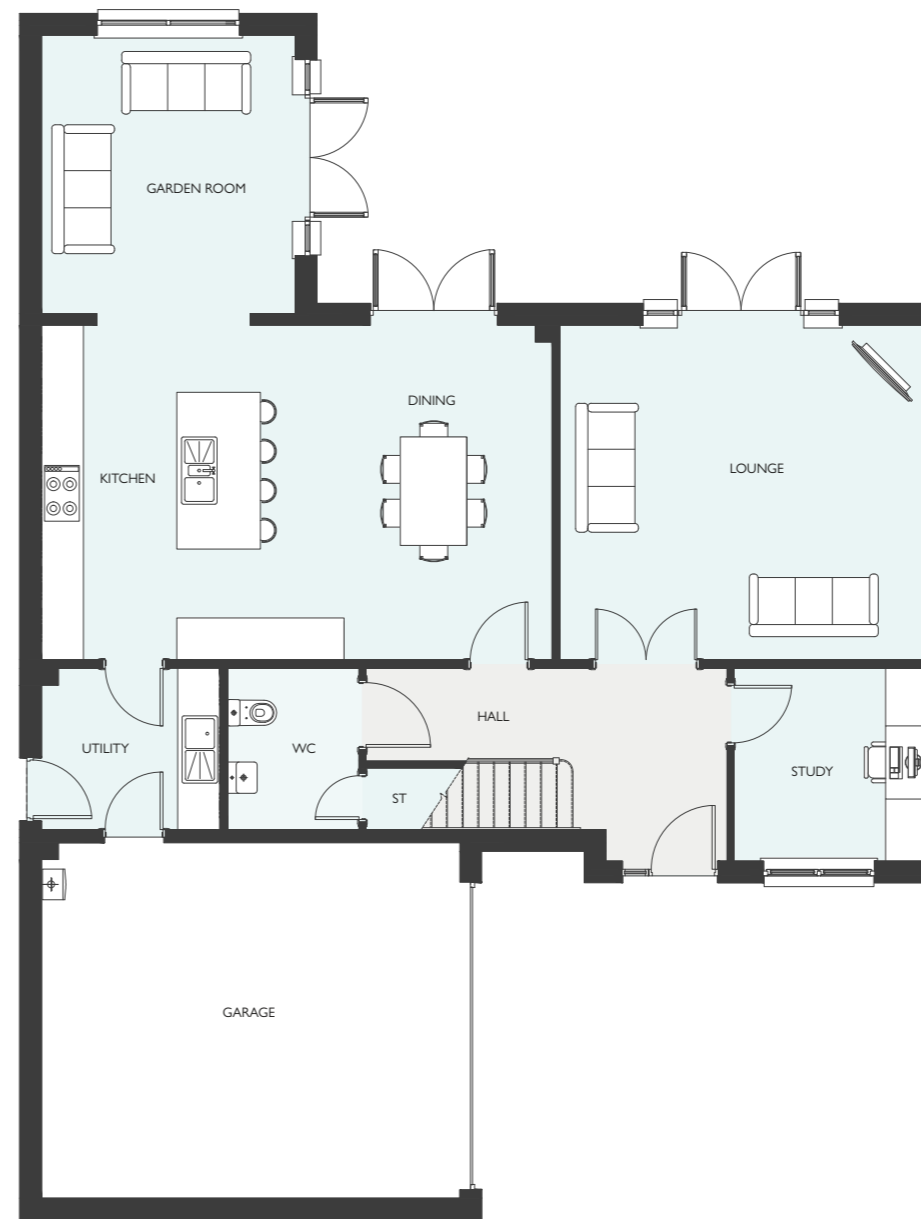 GARDEN ROOM
DINING
LOUNGE
KITCHEN
HALL
UTILITY
WC
STUDY
ST
GARAGE